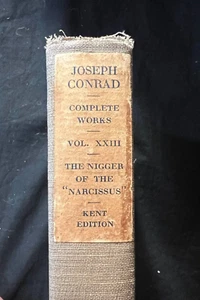 JOSEPH
CONRAD
COMPLETE
WORKS
VOL. XXIII
THE NIGGER
OF THE
"NARCISSUS"
KENT
EDITION